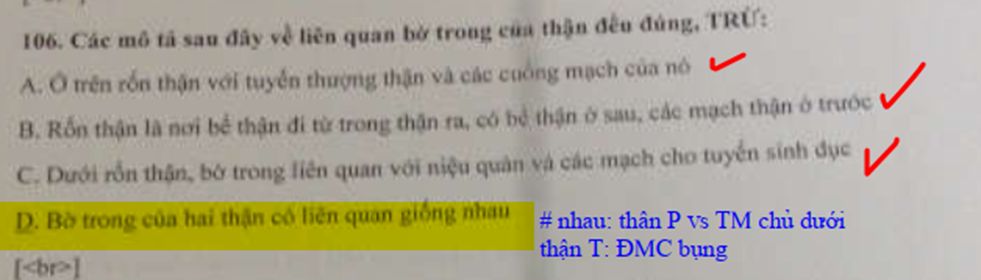 106. Các mô tả sau đây về liên quan bờ trong của thận đều đúng, TRỪ:
A. Ở trên rốn thận với tuyến thượng thận và các cuống mạch của nó
B. Rốn thận là nơi bể thận đi từ trong thận ra, có bể thận ở sau, các mạch thận ở trước
C. Dưới rốn thận, bờ trong liên quan với niệu quản và các mạch cho tuyến sinh dục
D. Bờ trong của hai thận có liên quan giống nhau
# nhau: thân P vs TM chủ dưới
thận T: ĐMC bụng
[<br>]